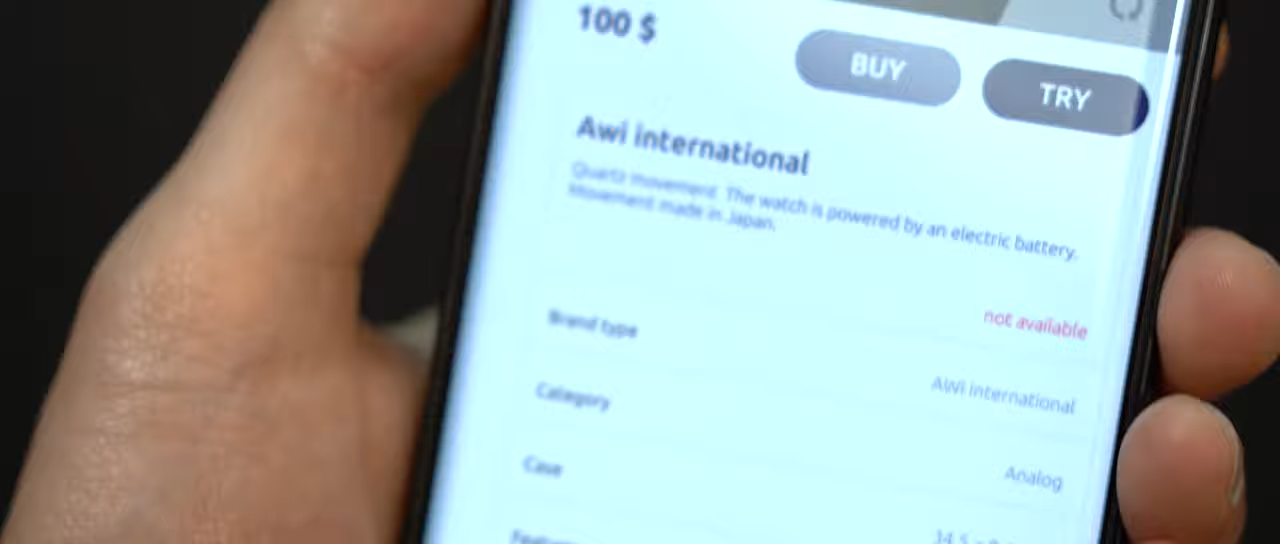 100 $
BUY
TRY
Awi international
Quartz movement. The watch is powered by an electric battery.
Movement made in Japan.
not available
Brand type
AWI International
Category
Analog
Case